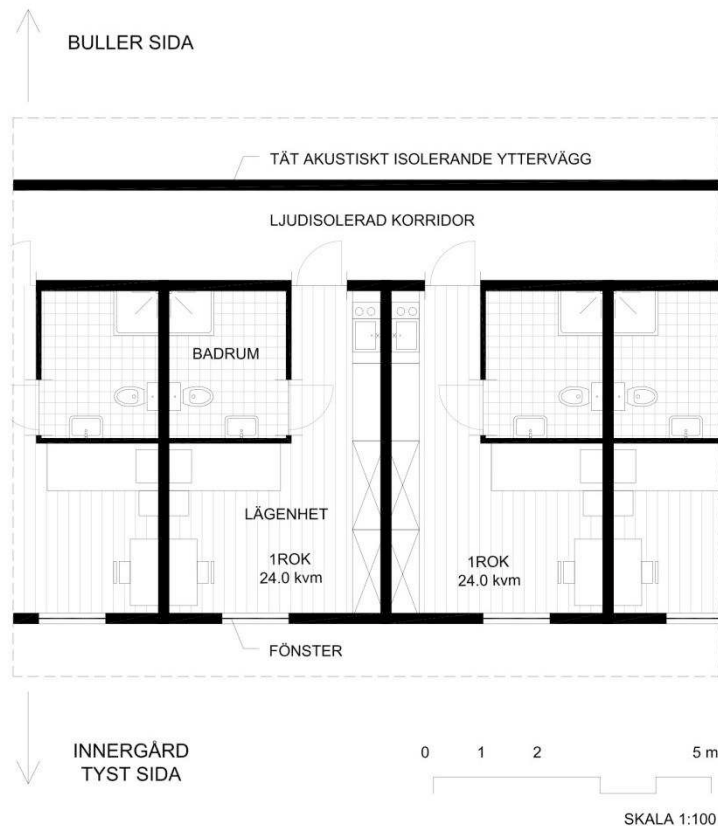 BULLER SIDA
TÄT AKUSTISKT ISOLERANDE YTTERVÄGG
LJUDISOLERAD KORRIDOR
BADRUM
LÄGENHET
1ROK
24.0 kvm
1ROK
24.0 kvm
FÖNSTER
INNERGÅRD
TYST SIDA
0 1 2 5 m
SKALA 1:100